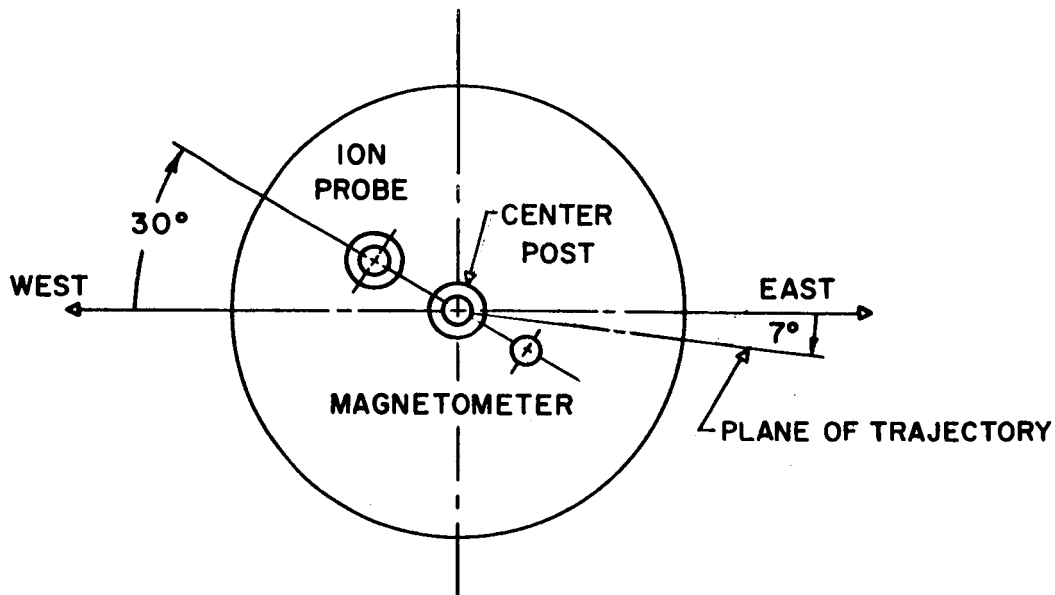 ION
PROBE
30°
CENTER
POST
WEST
EAST
7°
MAGNETOMETER
PLANE OF TRAJECTORY